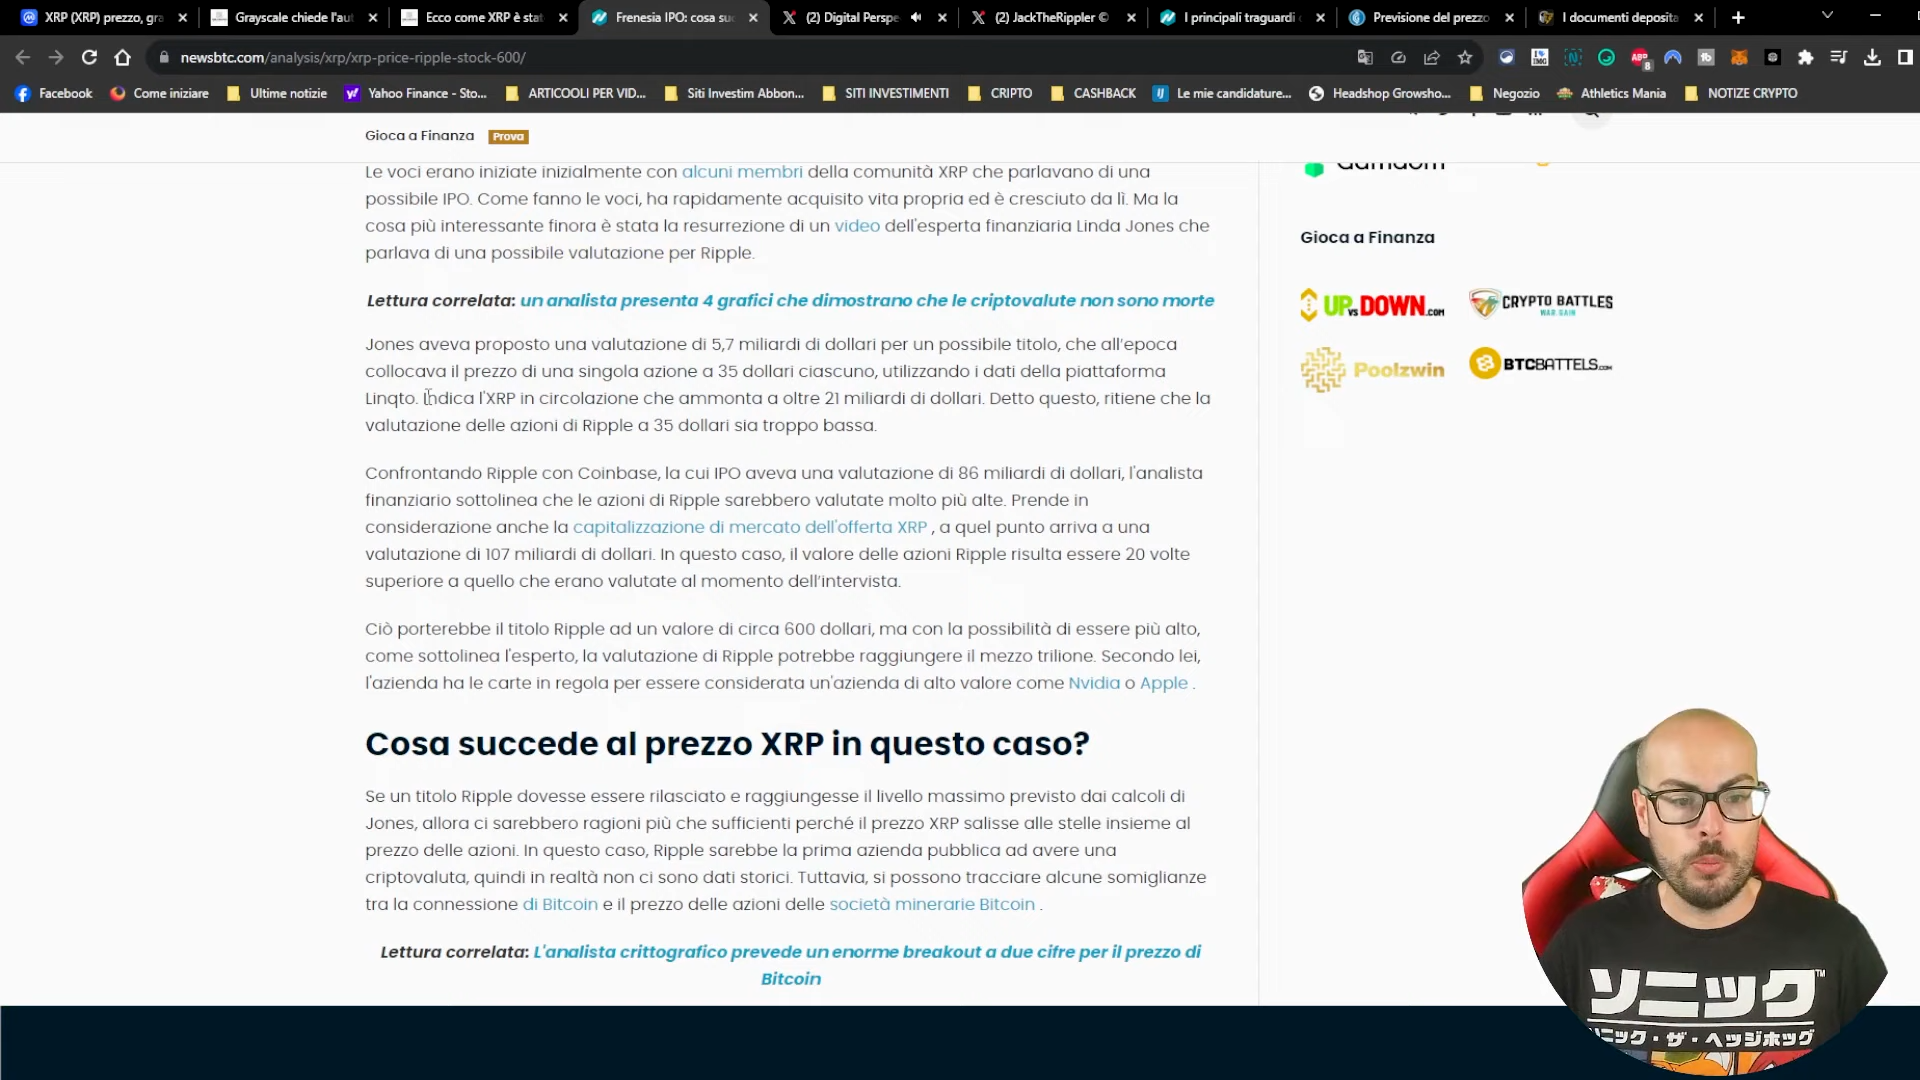 XRP (XRP) prezzo, gra
Grayscale chiede l'aut
Ecco come XRP è stat
Frenesia IPO: cosa suc
(2) Digital Perspe
(2) JackTheRippler ©
I principali traguardi
Previsione del prezzo
I documenti deposita
newsbtc.com/analysis/xrp/xrp-price-ripple-stock-600/
Facebook
Come iniziare
Ultime notizie
Yahoo Finance - Sto...
ARTICOOLI PER VID...
Siti Investim Abbon...
SITI INVESTIMENTI
CRIPTO
CASHBACK
Le mie candidature...
Headshop Growsho...
Negozio
Athletics Mania
NOTIZE CRYPTO
Gioca a Finanza Prova
Le voci erano iniziate inizialmente con alcuni membri della comunità XRP che parlavano di una
possibile IPO. Come fanno le voci, ha rapidamente acquisito vita propria ed è cresciuto da lì. Ma la
cosa più interessante finora è stata la resurrezione di un video dell'esperta finanziaria Linda Jones che
parlava di una possibile valutazione per Ripple.
Lettura correlata: un analista presenta 4 grafici che dimostrano che le criptovalute non sono morte
Jones aveva proposto una valutazione di 5,7 miliardi di dollari per un possibile titolo, che all'epoca
collocava il prezzo di una singola azione a 35 dollari ciascuno, utilizzando i dati della piattaforma
Linqto. Indica l'XRP in circolazione che ammonta a oltre 21 miliardi di dollari. Detto questo, ritiene che la
valutazione delle azioni di Ripple a 35 dollari sia troppo bassa.
Confrontando Ripple con Coinbase, la cui IPO aveva una valutazione di 86 miliardi di dollari, l'analista
finanziario sottolinea che le azioni di Ripple sarebbero valutate molto più alte. Prende in
considerazione anche la capitalizzazione di mercato dell'offerta XRP , a quel punto arriva a una
valutazione di 107 miliardi di dollari. In questo caso, il valore delle azioni Ripple risulta essere 20 volte
superiore a quello che erano valutate al momento dell'intervista.
Ciò porterebbe il titolo Ripple ad un valore di circa 600 dollari, ma con la possibilità di essere più alto,
come sottolinea l'esperto, la valutazione di Ripple potrebbe raggiungere il mezzo trilione. Secondo lei,
l'azienda ha le carte in regola per essere considerata un'azienda di alto valore come Nvidia o Apple .
Cosa succede al prezzo XRP in questo caso?
Se un titolo Ripple dovesse essere rilasciato e raggiungesse il livello massimo previsto dai calcoli di
Jones, allora ci sarebbero ragioni più che sufficienti perché il prezzo XRP salisse alle stelle insieme al
prezzo delle azioni. In questo caso, Ripple sarebbe la prima azienda pubblica ad avere una
criptovaluta, quindi in realtà non ci sono dati storici. Tuttavia, si possono tracciare alcune somiglianze
tra la connessione di Bitcoin e il prezzo delle azioni delle società minerarie Bitcoin .
Lettura correlata: L'analista crittografico prevede un enorme breakout a due cifre per il prezzo di
Bitcoin
Gioca a Finanza
UPvsDOWN.com
CRYPTO BATTLES
WAR.GAIN
Poolzwin
BTCBATTELS.COM
ソニック™
ソニック・ザ・ヘッジホッグ